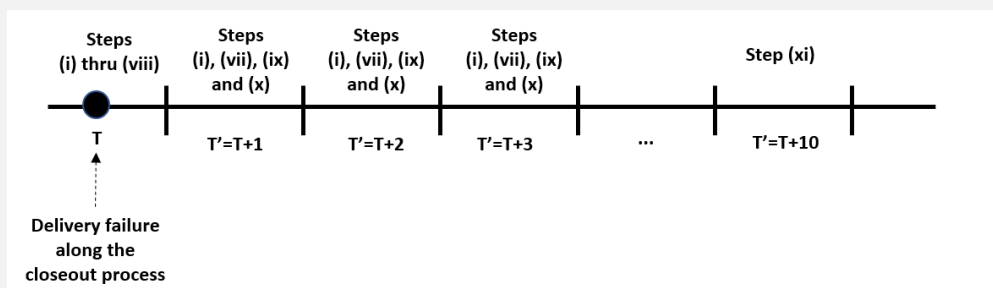 Steps
(i) thru (viii)
Steps
(i), (vii), (ix)
and (x)
Steps
(i), (vii), (ix)
and (x)
Steps
(i), (vii), (ix)
and (x)
Step (xi)
T
T’=T+1
T’=T+2
T’=T+3
...
T’=T+10
Delivery failure
along the
closeout process